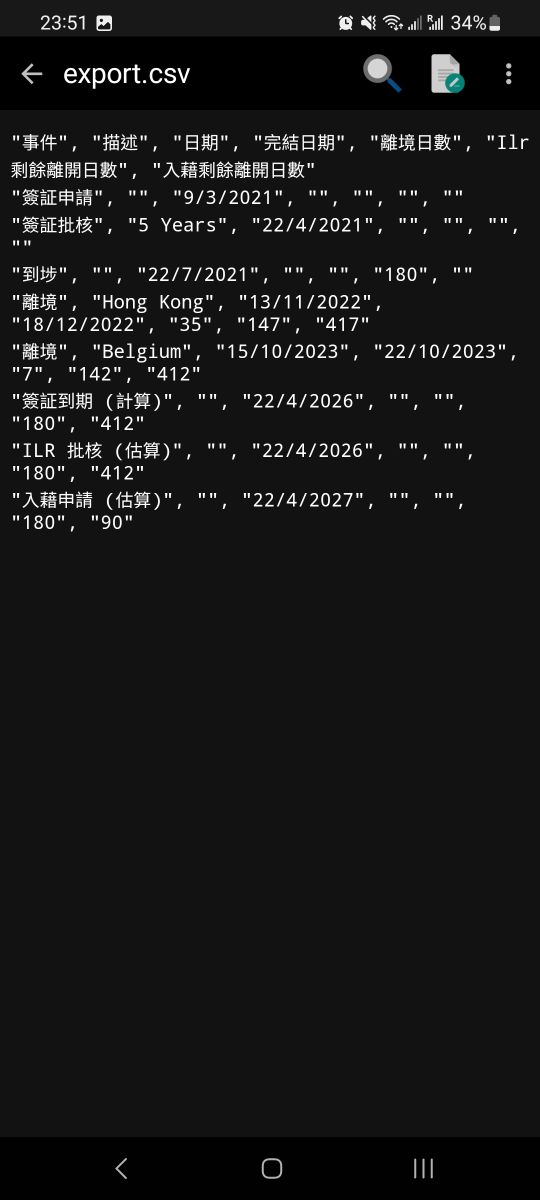 23:51
R
34%
export.csv
"事件", "描述", "日期", "完結日期", "離境日數", "Ilr
剩餘離開日數", "入藉剩餘離開日數"
"簽証申請", "", "9/3/2021", "", "", "", ""
"簽証批核", "5 Years", "22/4/2021", "", "", "",
""
"到埗", "", "22/7/2021", "", "", "180", ""
"離境", "Hong Kong", "13/11/2022",
"18/12/2022", "35", "147", "417"
"離境", "Belgium", "15/10/2023", "22/10/2023",
"7", "142", "412"
"簽証到期 (計算)", "", "22/4/2026", "", "",
"180", "412"
"ILR 批核 (估算)", "", "22/4/2026", "", "",
"180", "412"
"入藉申請 (估算)", "", "22/4/2027", "", "",
"180", "90"